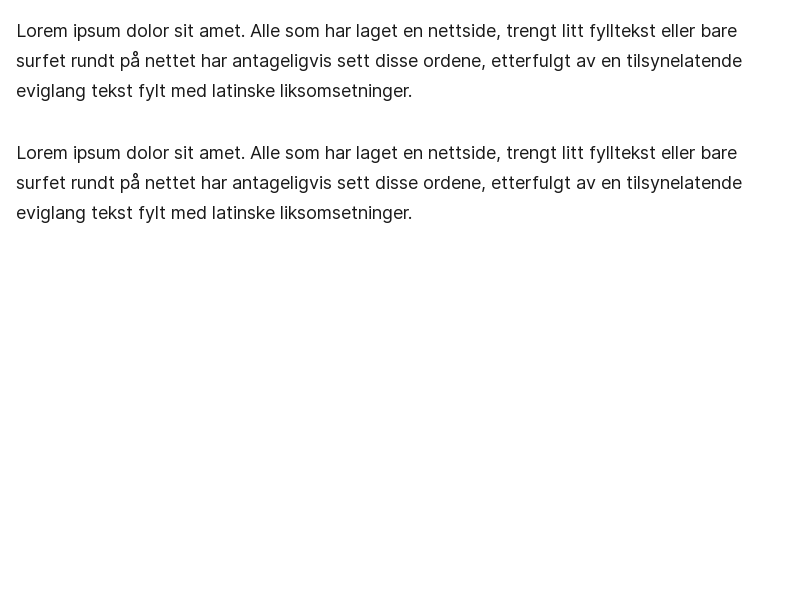 Lorem ipsum dolor sit amet. Alle som har laget en nettside, trengt litt fylltekst eller bare
surfet rundt på nettet har antageligvis sett disse ordene, etterfulgt av en tilsynelatende
eviglang tekst fylt med latinske liksomsetninger.
Lorem ipsum dolor sit amet. Alle som har laget en nettside, trengt litt fylltekst eller bare
surfet rundt på nettet har antageligvis sett disse ordene, etterfulgt av en tilsynelatende
eviglang tekst fylt med latinske liksomsetninger.